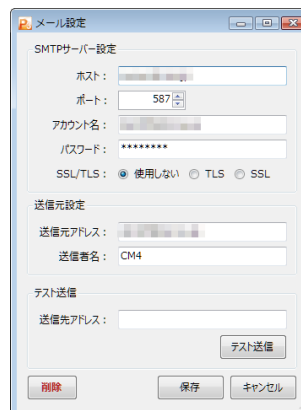 メール設定
SMTPサーバー設定
ホスト:
ポート: 587
アカウント名:
パスワード: ********
SSL/TLS: 使用しない TLS SSL
送信元設定
送信元アドレス:
送信者名: CM4
テスト送信
送信先アドレス:
テスト送信
削除 保存 キャンセル